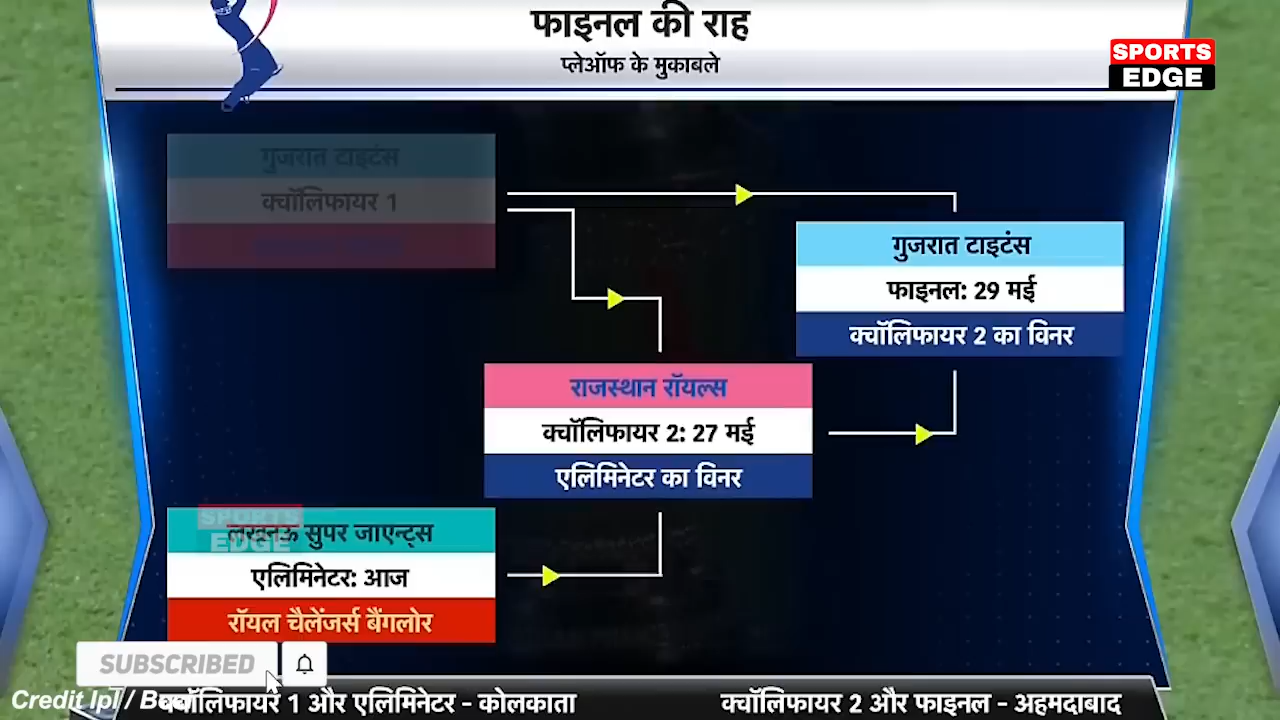 फाइनल की राह
प्लेऑफ के मुकाबले
SPORTS
EDGE
गुजरात टाइटंस
क्वॉलिफायर 1
गुजरात टाइटंस
फाइनल: 29 मई
क्वॉलिफायर 2 का विनर
राजस्थान रॉयल्स
क्वॉलिफायर 2: 27 मई
एलिमिनेटर का विनर
SPORTS
EDGE
लखनऊ सुपर जाएन्ट्स
एलिमिनेटर: आज
रॉयल चैलेंजर्स बैंगलोर
SUBSCRIBED
Credit Ipl /
क्वॉलिफायर 1 और एलिमिनेटर - कोलकाता
क्वॉलिफायर 2 और फाइनल - अहमदाबाद